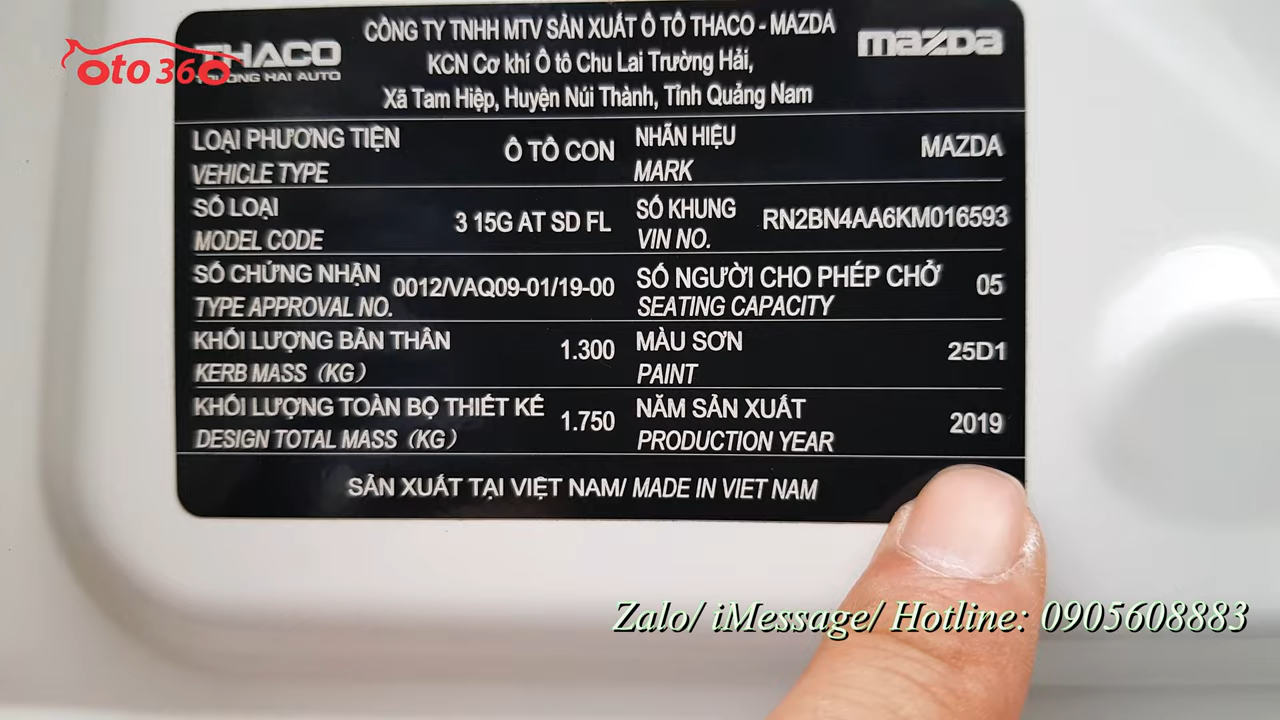 THACO
TRUONG HAI AUTO
oto360
CÔNG TY TNHH MTV SẢN XUẤT Ô TÔ THACO - MAZDA
KCN Cơ khí Ô tô Chu Lai Trường Hải,
Xã Tam Hiệp, Huyện Núi Thành, Tỉnh Quảng Nam
mazda
LOẠI PHƯƠNG TIỆN
VEHICLE TYPE
Ô TÔ CON
NHÃN HIỆU
MARK
MAZDA
SỐ LOẠI
MODEL CODE
3 15G AT SD FL
SỐ KHUNG
VIN NO.
RN2BN4AA6KM016593
SỐ CHỨNG NHẬN
TYPE APPROVAL NO.
0012/VAQ09-01/19-00
SỐ NGƯỜI CHO PHÉP CHỞ
SEATING CAPACITY
05
KHỐI LƯỢNG BẢN THÂN
KERB MASS (KG)
1.300
MÀU SƠN
PAINT
25D1
KHỐI LƯỢNG TOÀN BỘ THIẾT KẾ
DESIGN TOTAL MASS (KG)
1.750
NĂM SẢN XUẤT
PRODUCTION YEAR
2019
SẢN XUẤT TẠI VIỆT NAM/ MADE IN VIET NAM
Zalo/ iMessage/ Hotline: 0905608883